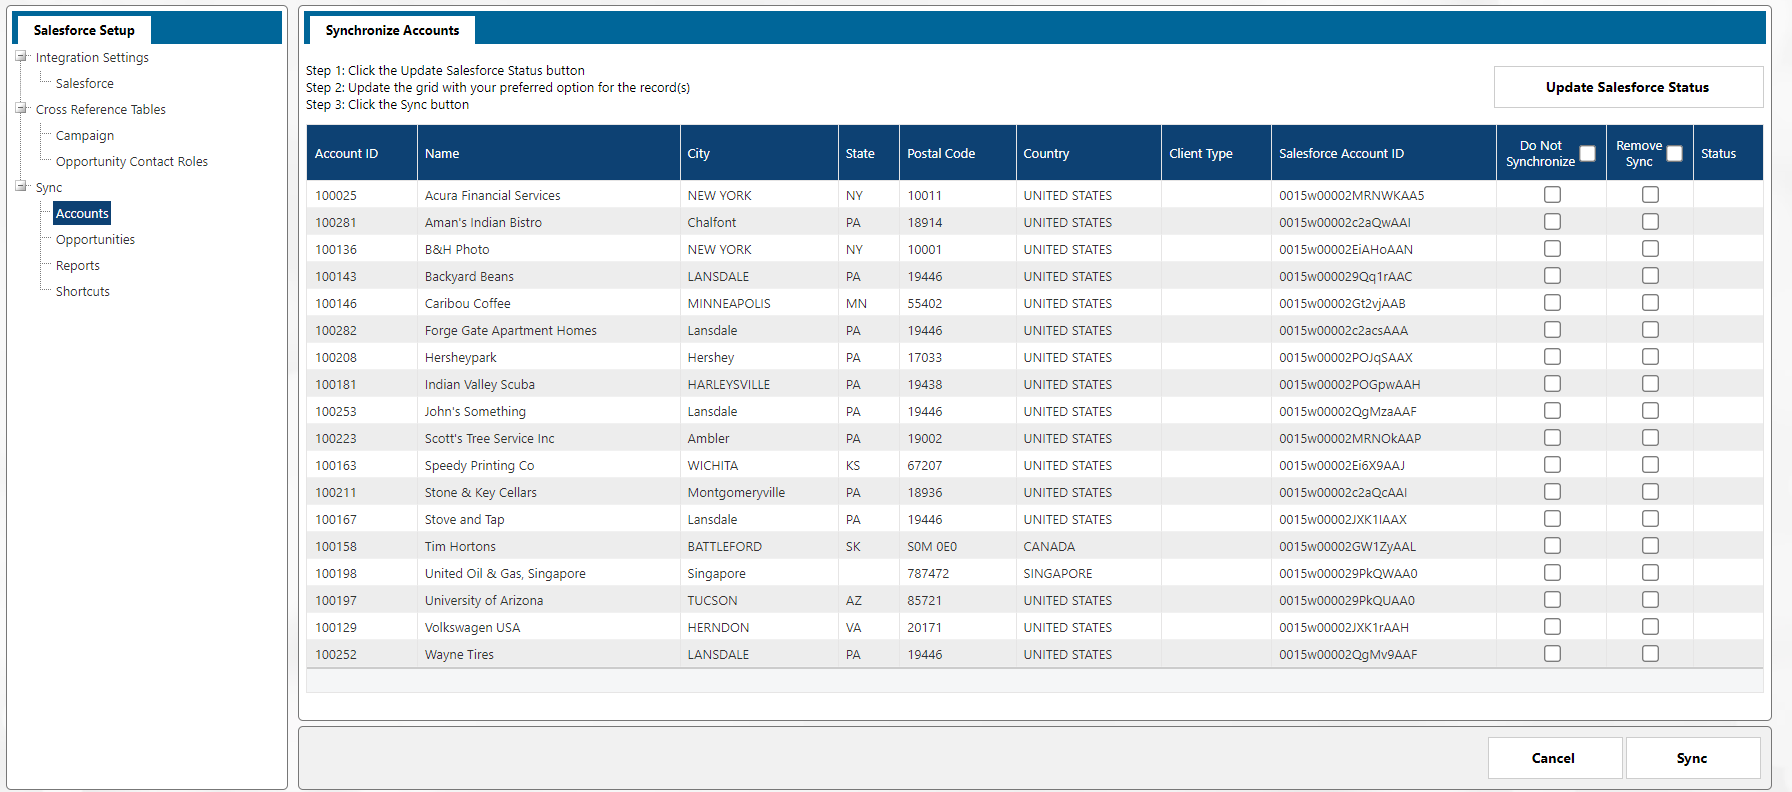 Salesforce Setup
Integration Settings
Salesforce
Cross Reference Tables
Campaign
Opportunity Contact Roles
Sync
Accounts
Opportunities
Reports
Shortcuts
Synchronize Accounts
Step 1: Click the Update Salesforce Status button
Step 2: Update the grid with your preferred option for the record(s)
Step 3: Click the Sync button
Update Salesforce Status
Account ID Name City State Postal Code Country Client Type Salesforce Account ID Do Not Synchronize Remove Sync Status
100025 Acura Financial Services NEW YORK NY 10011 UNITED STATES 0015w00002MRNWKAA5
100281 Aman's Indian Bistro Chalfont PA 18914 UNITED STATES 0015w00002c2aQwAAI
100136 B&H Photo NEW YORK NY 10001 UNITED STATES 0015w00002EiAHoAAN
100143 Backyard Beans LANSDALE PA 19446 UNITED STATES 0015w000029Qq1rAAC
100146 Caribou Coffee MINNEAPOLIS MN 55402 UNITED STATES 0015w00002Gt2vjAAB
100282 Forge Gate Apartment Homes Lansdale PA 19446 UNITED STATES 0015w00002c2acsAAA
100208 Hersheypark Hershey PA 17033 UNITED STATES 0015w00002POJqSAAX
100181 Indian Valley Scuba HARLEYSVILLE PA 19438 UNITED STATES 0015w00002POGpwAAH
100253 John's Something Lansdale PA 19446 UNITED STATES 0015w00002QgMzaAAF
100223 Scott's Tree Service Inc Ambler PA 19002 UNITED STATES 0015w00002MRNOkAAP
100163 Speedy Printing Co WICHITA KS 67207 UNITED STATES 0015w00002Ei6X9AAJ
100211 Stone & Key Cellars Montgomeryville PA 18936 UNITED STATES 0015w00002c2aQcAAI
100167 Stove and Tap Lansdale PA 19446 UNITED STATES 0015w00002JXK1IAAX
100158 Tim Hortons BATTLEFORD SK S0M 0E0 CANADA 0015w00002GW1ZyAAL
100198 United Oil & Gas, Singapore Singapore 787472 SINGAPORE 0015w000029PkQWAA0
100197 University of Arizona TUCSON AZ 85721 UNITED STATES 0015w000029PkQUAA0
100129 Volkswagen USA HERNDON VA 20171 UNITED STATES 0015w00002JXK1rAAH
100252 Wayne Tires LANSDALE PA 19446 UNITED STATES 0015w00002QgMv9AAF
Cancel
Sync